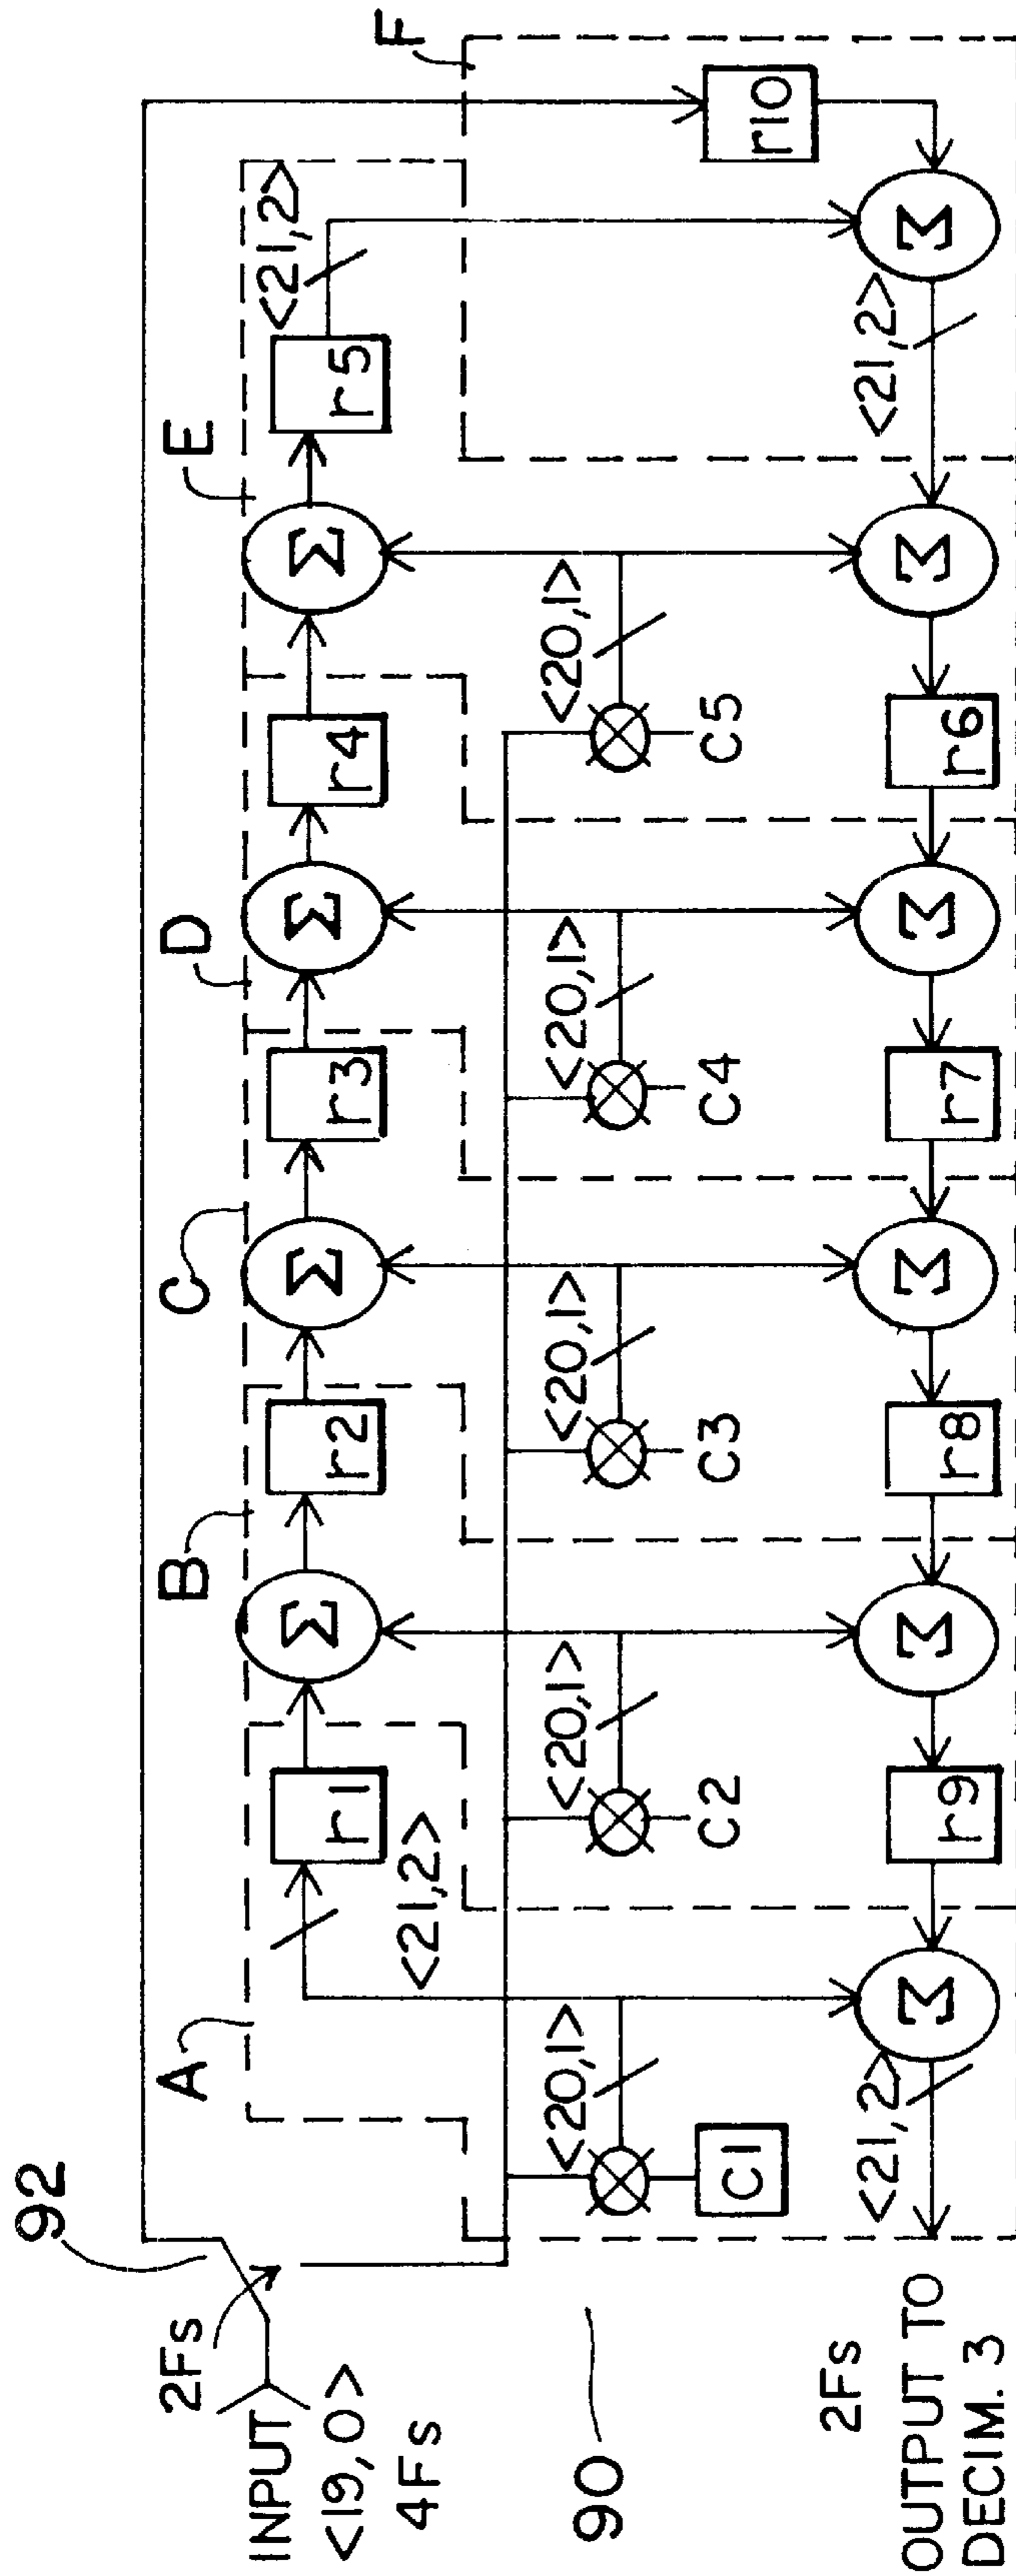 92
2Fs
INPUT
<19,0>
4Fs
90
2Fs
OUTPUT TO
DECIM. 3
A
B
C
D
E
F
r1
r2
r3
r4
r5
<21,2>
<21,2>
Σ
Σ
Σ
Σ
<20,1>
<20,1>
<20,1>
<20,1>
<20,1>
C1
C2
C3
C4
C5
r10
<21,2>
<21,2>
Σ
Σ
Σ
Σ
Σ
Σ
r9
r8
r7
r6